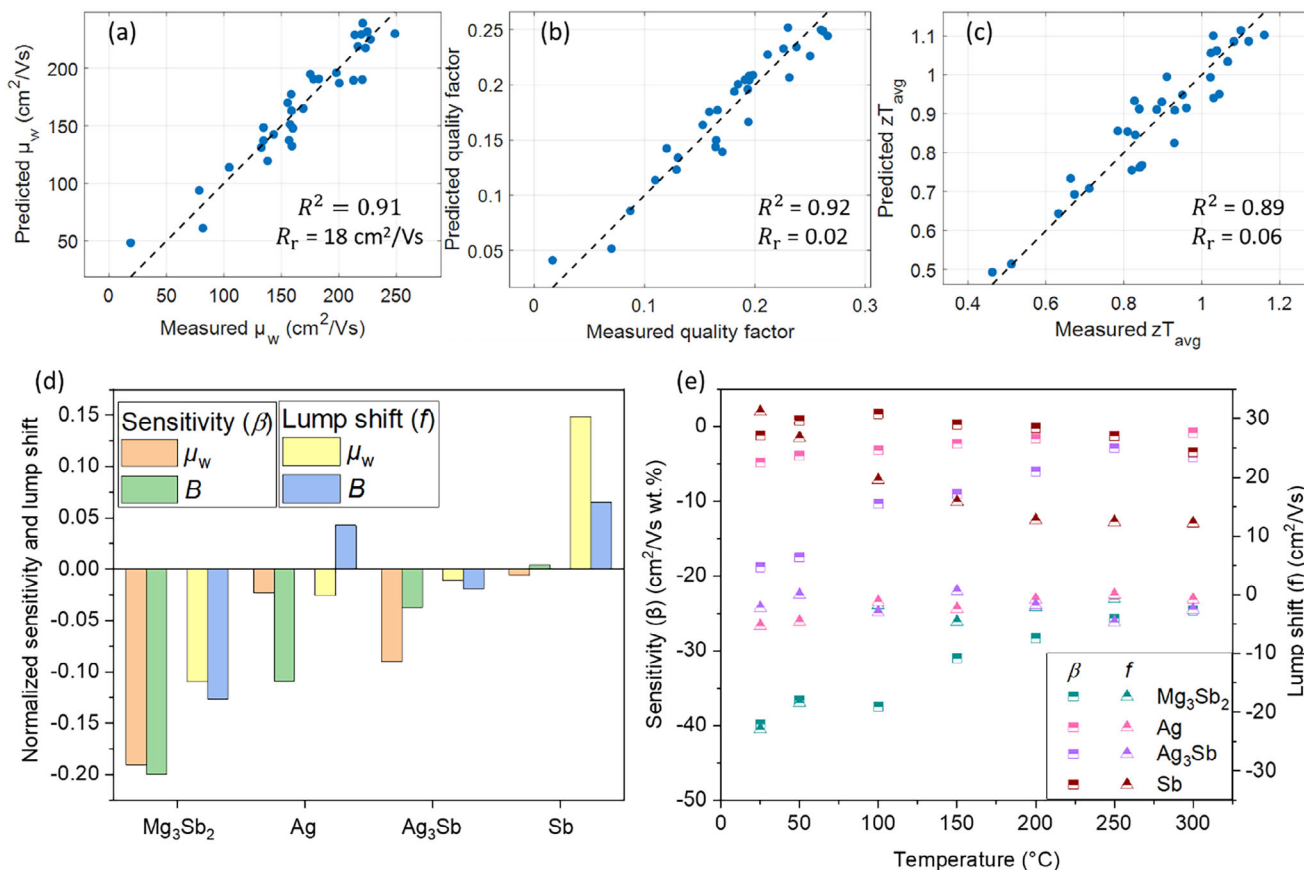 (a)
Predicted μw (cm²/Vs)
200
150
100
50
R² = 0.91
Rr = 18 cm²/Vs
0 50 100 150 200 250
Measured μw (cm²/Vs)
(b)
Predicted quality factor
0.25
0.2
0.15
0.1
0.05
R² = 0.92
Rr = 0.02
0 0.1 0.2 0.3
Measured quality factor
(c)
Predicted zTavg
1.1
1
0.9
0.8
0.7
0.6
0.5
R² = 0.89
Rr = 0.06
0.4 0.6 0.8 1 1.2
Measured zTavg
(d)
Normalized sensitivity and lump shift
0.15
0.10
0.05
0.00
-0.05
-0.10
-0.15
-0.20
Sensitivity (β)
μw
B
Lump shift (f)
μw
B
Mg₃Sb₂ Ag Ag₃Sb Sb
(e)
Sensitivity (β) (cm²/Vs wt.%)
0
-10
-20
-30
-40
-50
Lump shift (f) (cm²/Vs)
30
20
10
0
-10
-20
-30
β f
Mg₃Sb₂
Ag
Ag₃Sb
Sb
0 50 100 150 200 250 300
Temperature (°C)